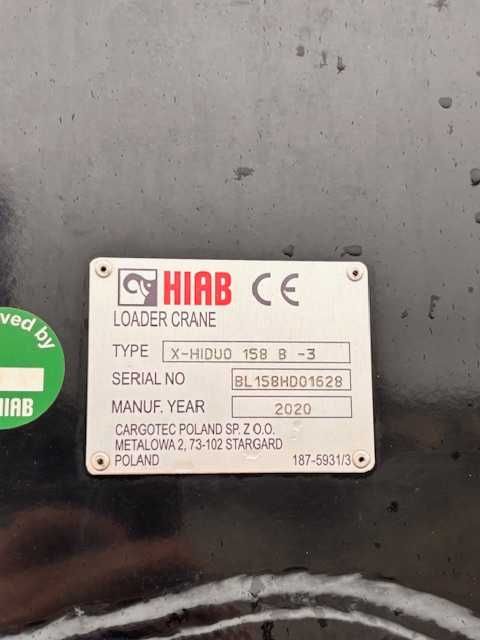 HIAB CE
LOADER CRANE
TYPE X-HIDUO 158 B -3
SERIAL NO BL158HD01628
MANUF. YEAR 2020
CARGOTEC POLAND SP. Z O.O.
METALOWA 2, 73-102 STARGARD
POLAND 187-5931/3
ved by
HIAB